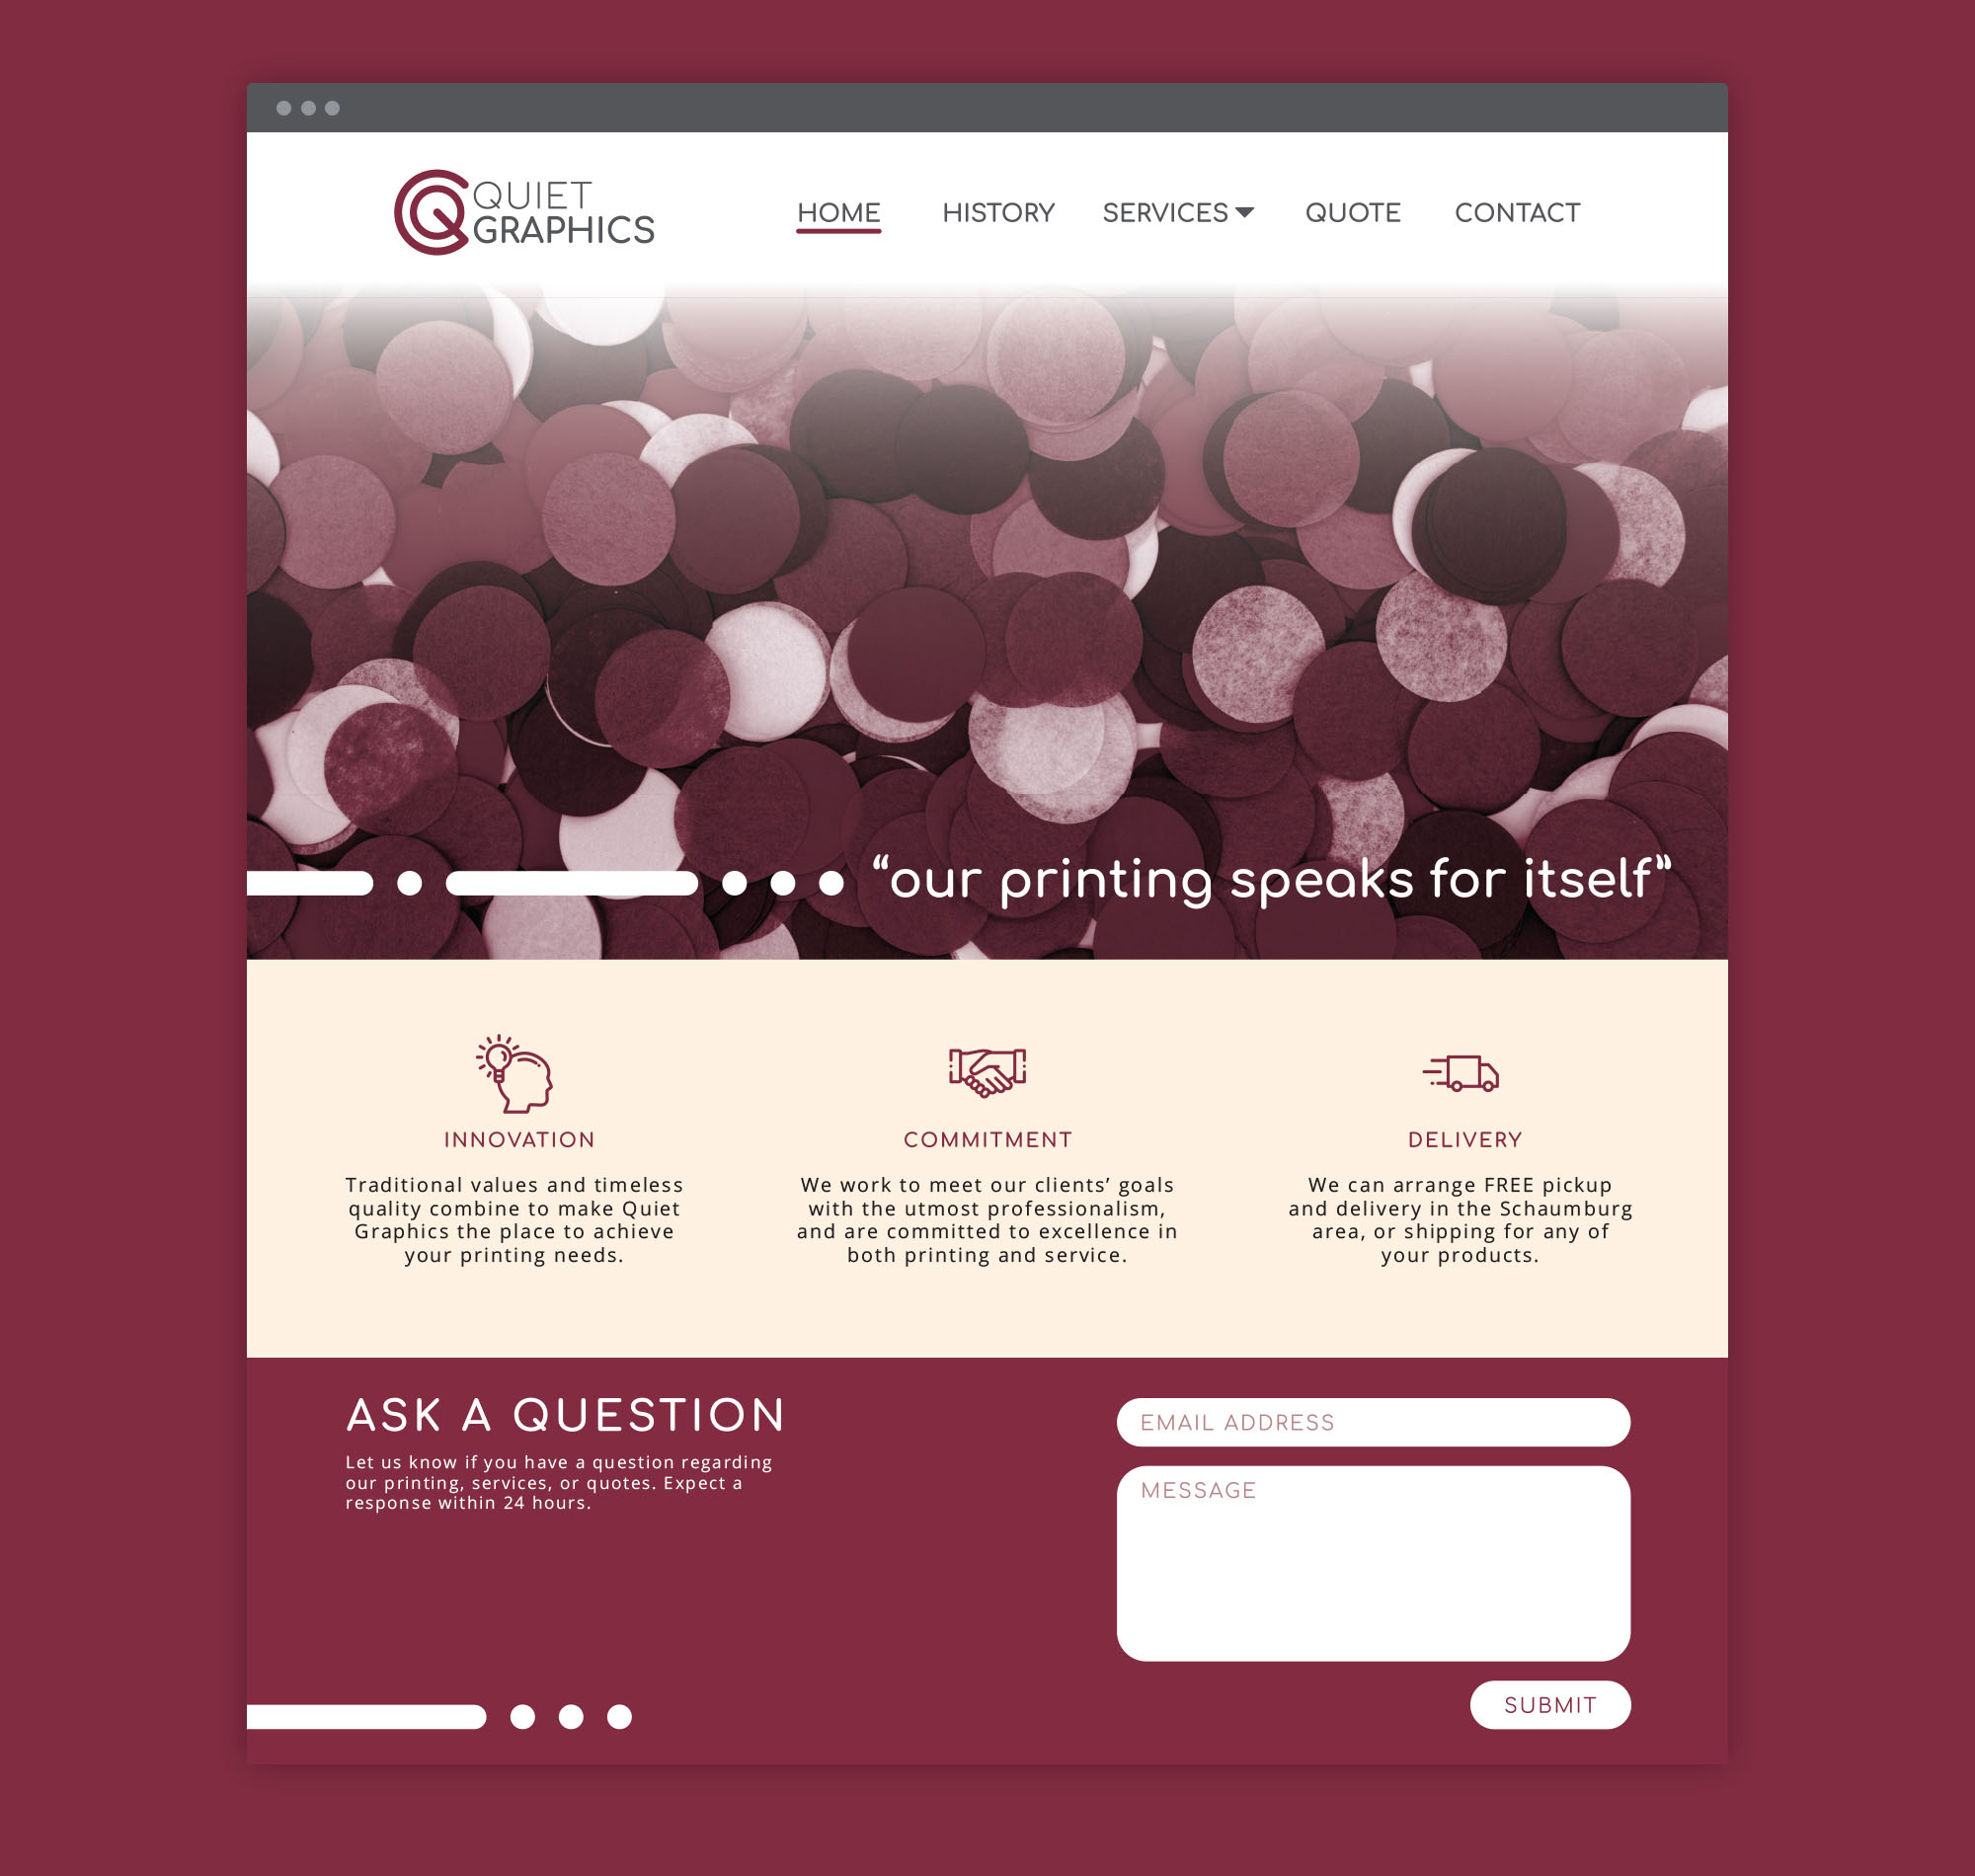 QUIET
GRAPHICS
HOME HISTORY SERVICES QUOTE CONTACT
“our printing speaks for itself”
INNOVATION
Traditional values and timeless
quality combine to make Quiet
Graphics the place to achieve
your printing needs.
COMMITMENT
We work to meet our clients’ goals
with the utmost professionalism,
and are committed to excellence in
both printing and service.
DELIVERY
We can arrange FREE pickup
and delivery in the Schaumburg
area, or shipping for any of
your products.
ASK A QUESTION
Let us know if you have a question regarding
our printing, services, or quotes. Expect a
response within 24 hours.
EMAIL ADDRESS
MESSAGE
SUBMIT